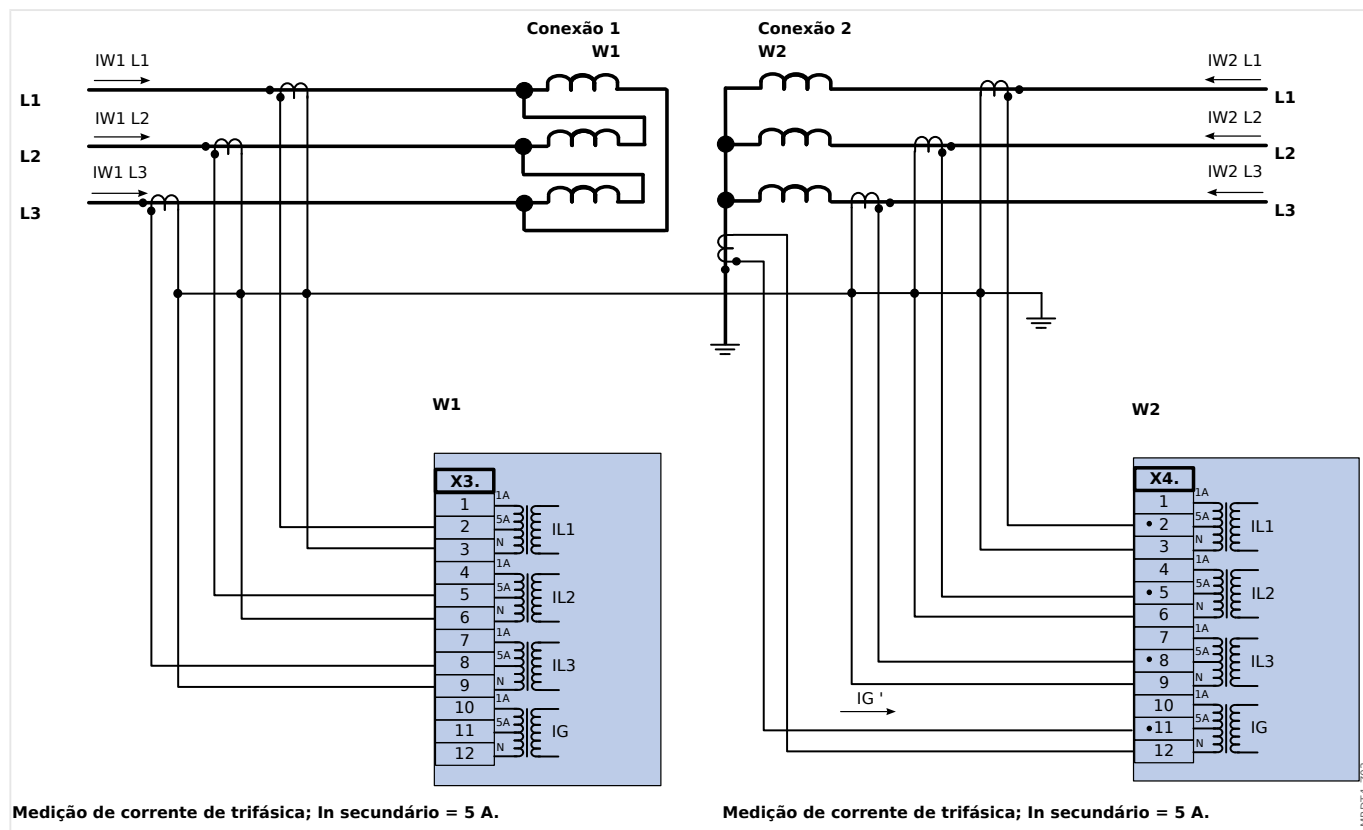 Conexão 1
W1
Conexão 2
W2
IW1 L1
L1
IW1 L2
L2
IW1 L3
L3
IW2 L1
L1
IW2 L2
L2
IW2 L3
L3
W1
X3.
1
1A
2
5A
IL1
3
N
4
1A
5
5A
IL2
6
N
7
1A
8
5A
IL3
9
N
10
1A
11
5A
IG
12
N
W2
X4.
1
1A
2
5A
IL1
3
N
4
1A
5
5A
IL2
6
N
7
1A
8
5A
IL3
9
N
10
1A
11
5A
IG
12
N
IG '
Medição de corrente de trifásica; In secundário = 5 A.
Medição de corrente de trifásica; In secundário = 5 A.